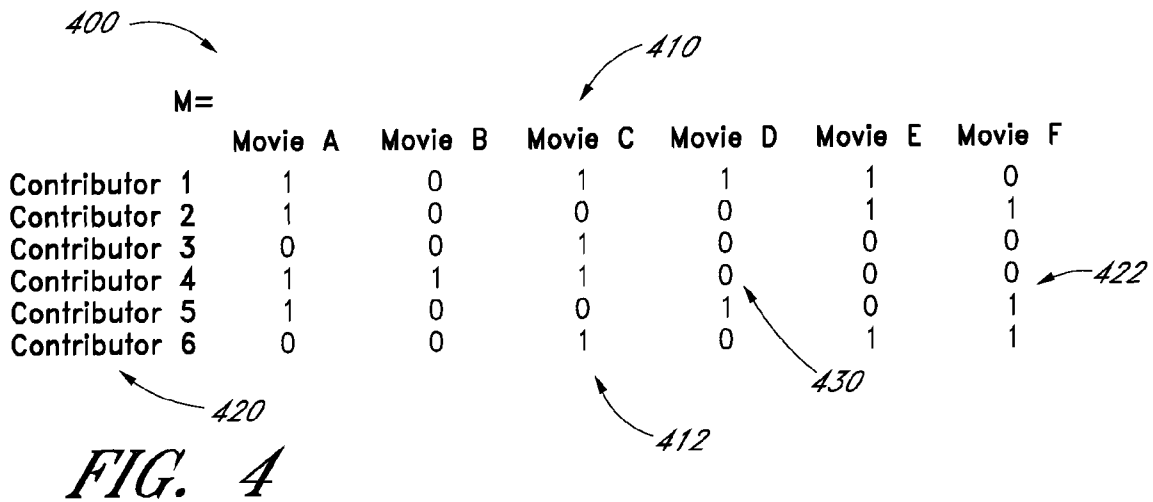 400
410
M=
Movie A Movie B Movie C Movie D Movie E Movie F
Contributor 1 1 0 1 1 1 0
Contributor 2 1 0 0 0 1 1
Contributor 3 0 0 1 0 0 0
Contributor 4 1 1 1 0 0 0
422
Contributor 5 1 0 0 1 0 1
Contributor 6 0 0 1 0 1 1
430
420
412
FIG. 4